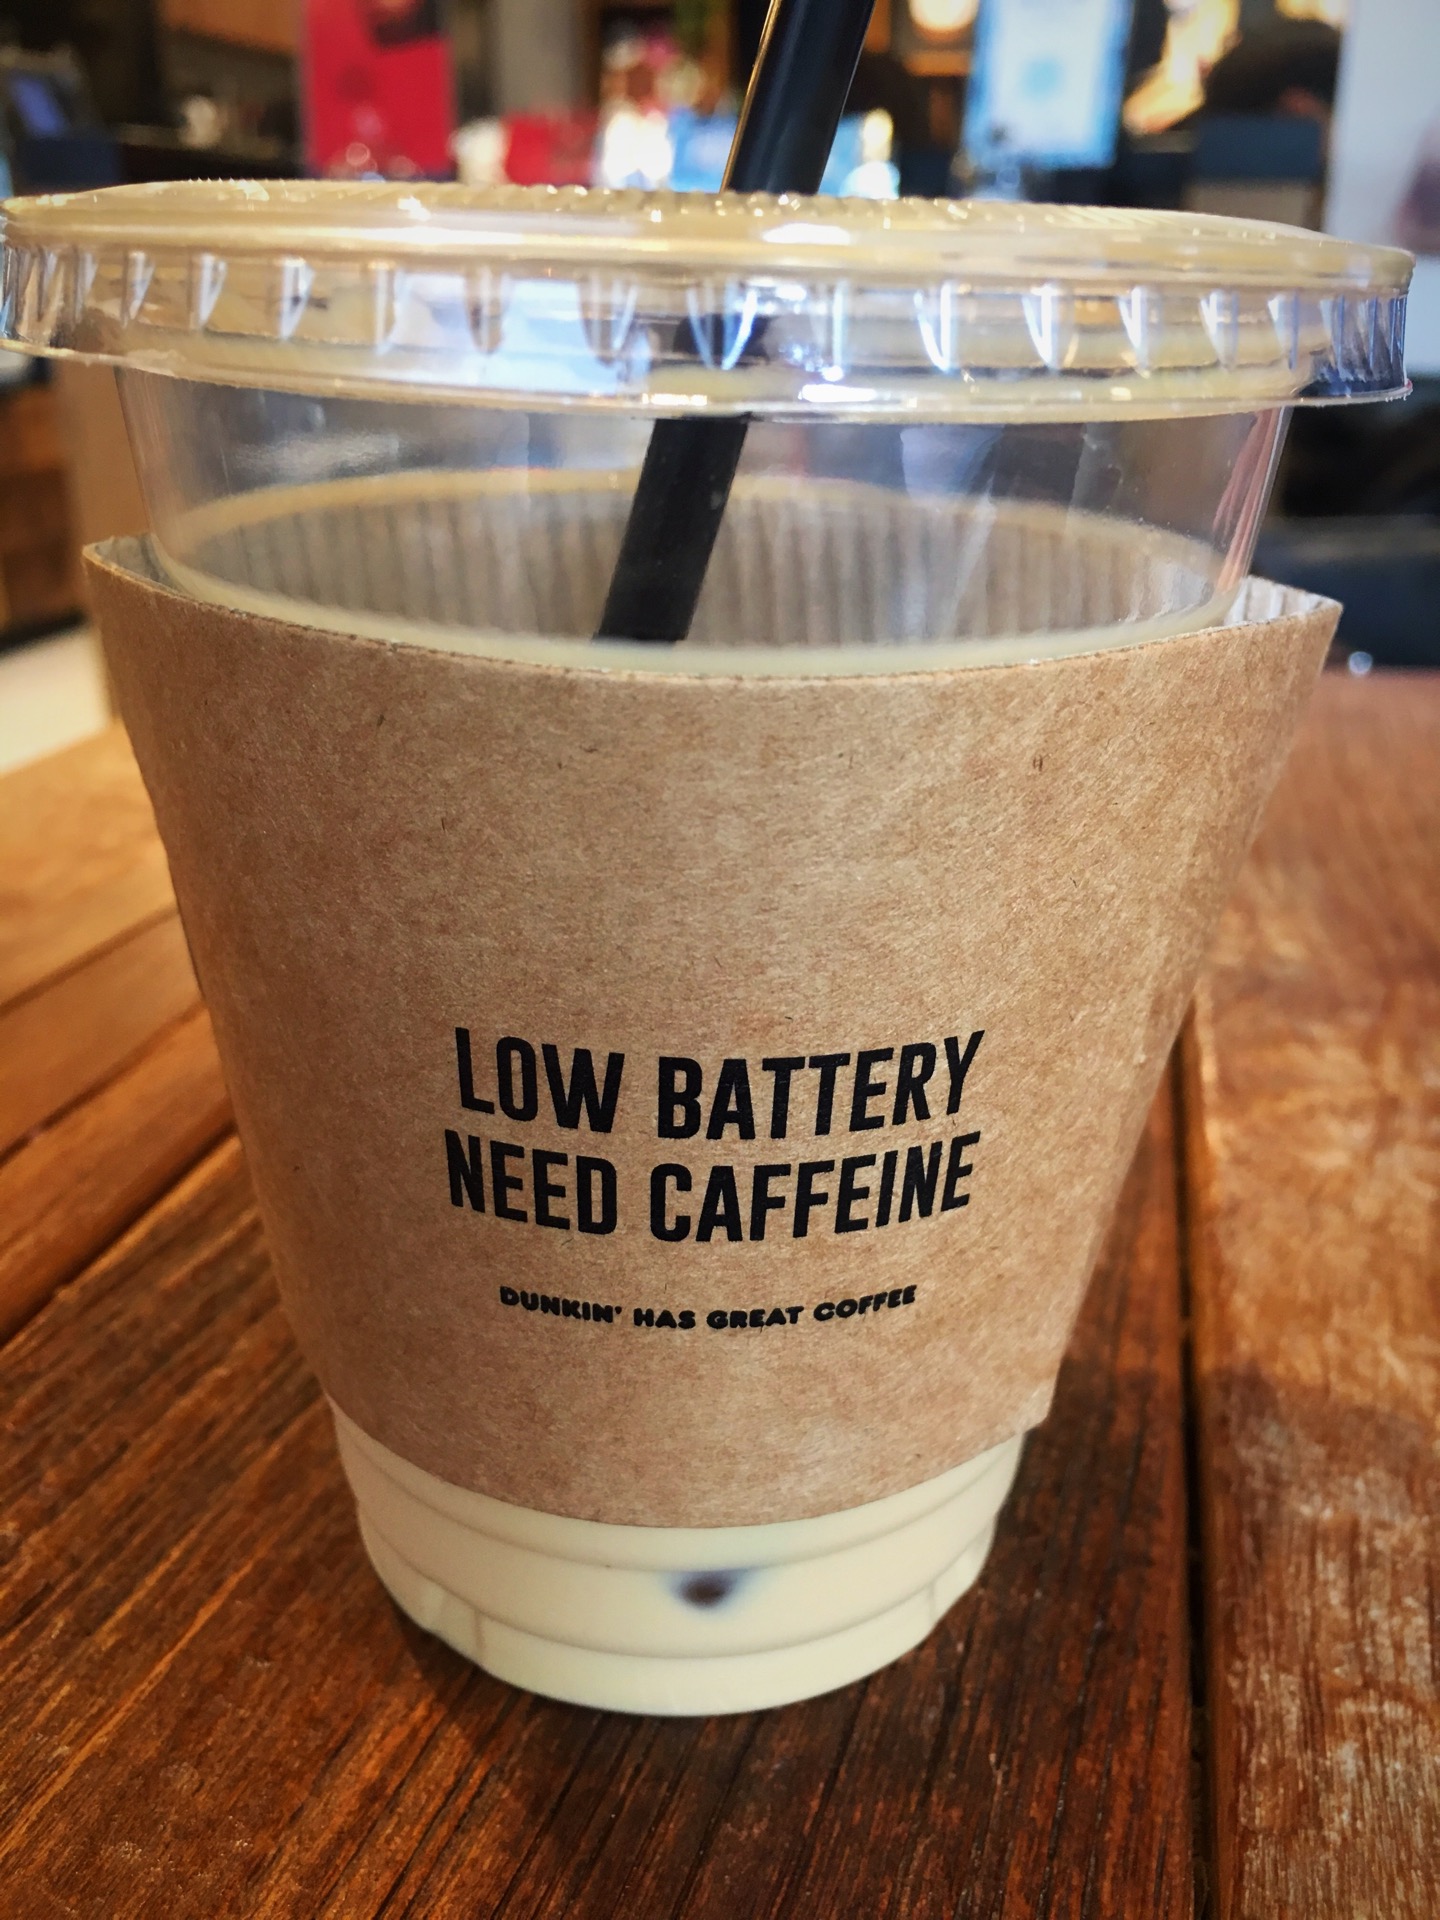 LOW BATTERY
NEED CAFFEINE
DUNKIN' HAS GREAT COFFEE